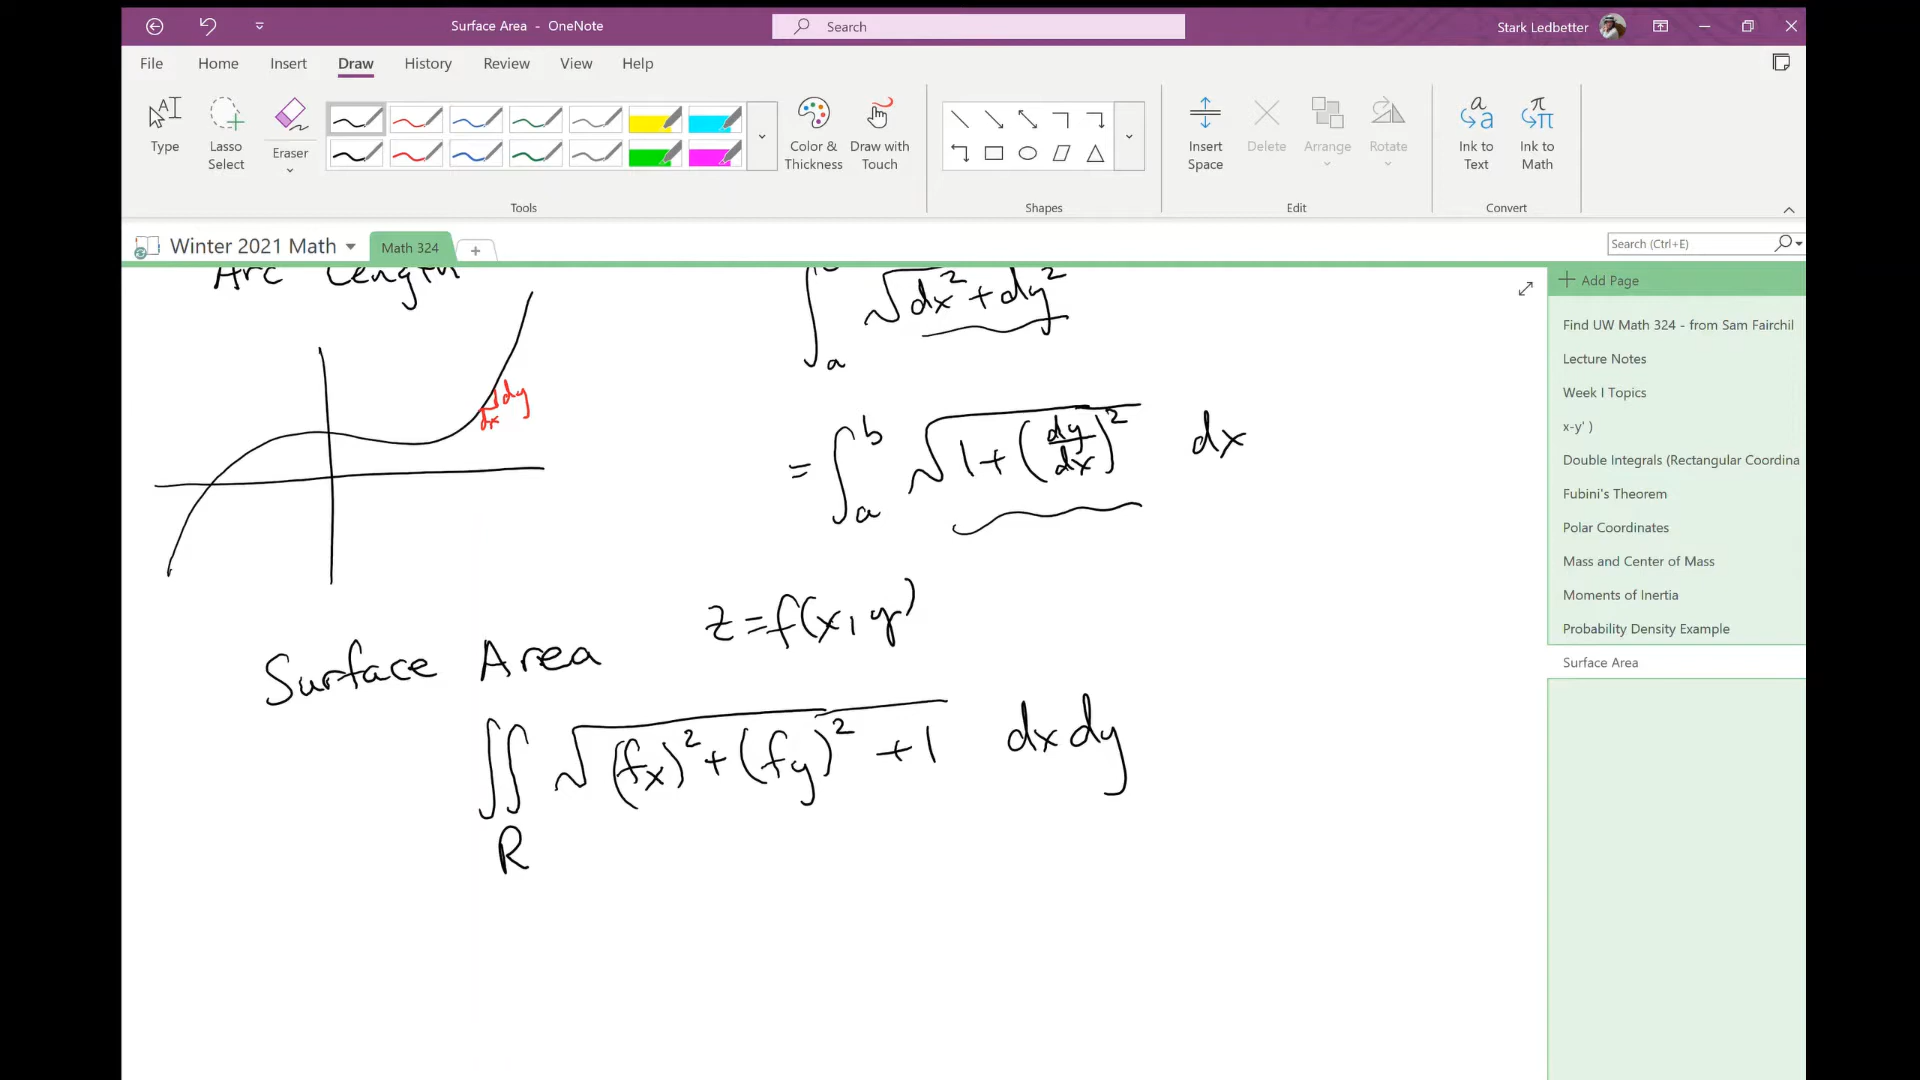 Surface Area - OneNote
Search
Stark Ledbetter
File Home Insert Draw History Review View Help
Type
Lasso Select
Eraser
Color & Thickness
Draw with Touch
Insert Space
Delete
Arrange
Rotate
Ink to Text
Ink to Math
Tools
Shapes
Edit
Convert
Winter 2021 Math
Math 324
Search (Ctrl+E)
Add Page
Find UW Math 324 - from Sam Fairchil
Lecture Notes
Week I Topics
x-y' )
Double Integrals (Rectangular Coordina
Fubini's Theorem
Polar Coordinates
Mass and Center of Mass
Moments of Inertia
Probability Density Example
Surface Area
Arc Length
∫_a √(dx² + dy²)
dy
dx
= ∫_a^b √(1 + (dy/dx)²) dx
z = f(x, y)
Surface Area
∬_R √((fx)² + (fy)² + 1) dx dy